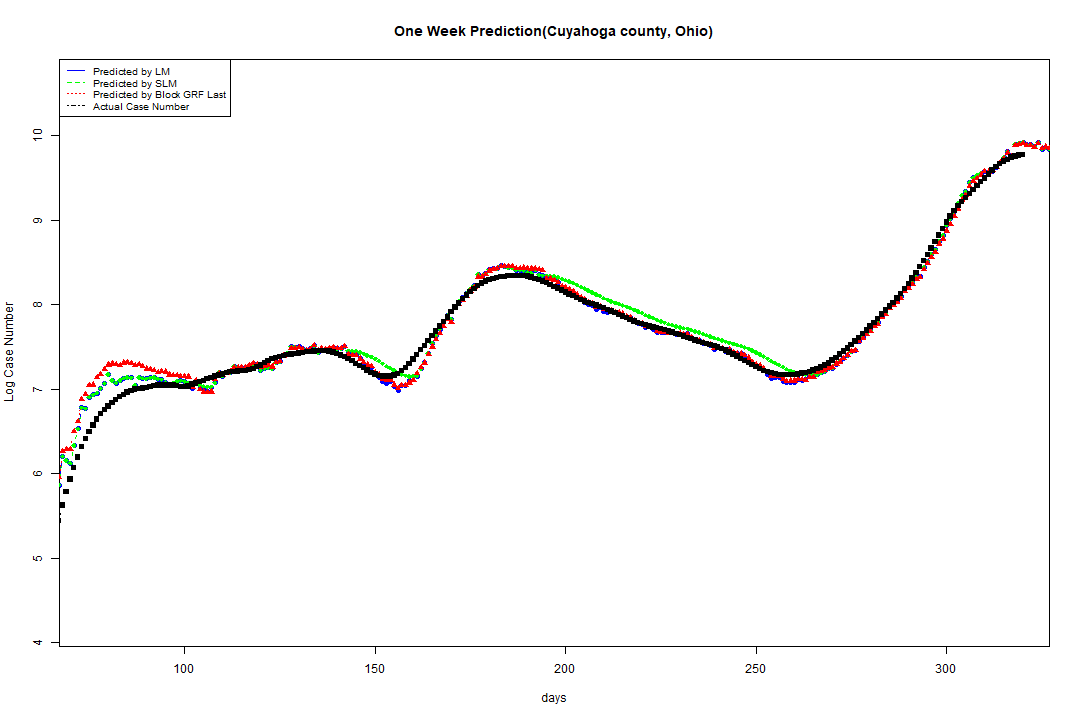 One Week Prediction(Cuyahoga county, Ohio)
Predicted by LM
Predicted by SLM
Predicted by Block GRF Last
Actual Case Number
10
9
8
7
6
5
4
Log Case Number
100 150 200 250 300
days